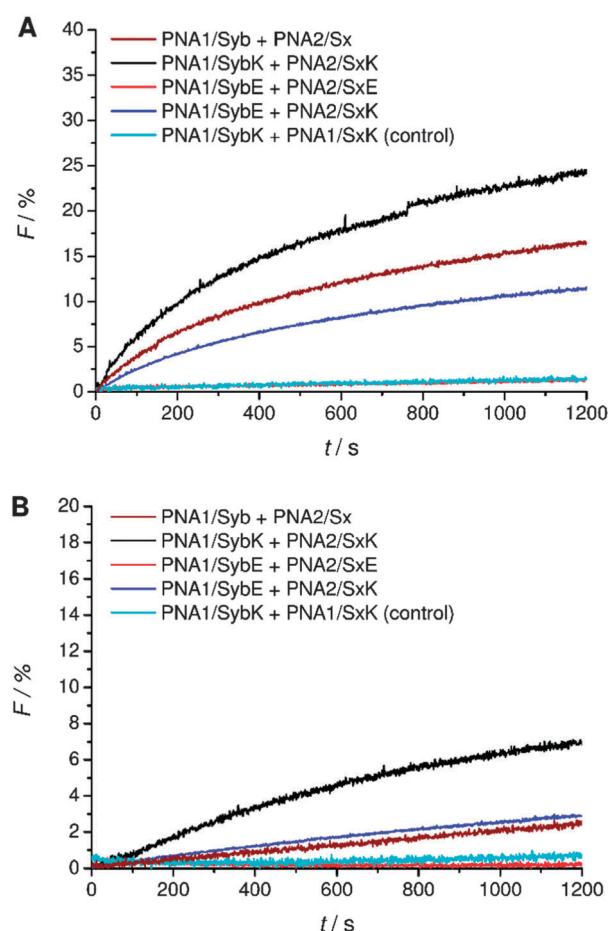 A
PNA1/Syb + PNA2/Sx
PNA1/SybK + PNA2/SxK
PNA1/SybE + PNA2/SxE
PNA1/SybE + PNA2/SxK
PNA1/SybK + PNA1/SxK (control)
40
35
30
25
20
15
10
5
0
F / %
0 200 400 600 800 1000 1200
t / s
B
PNA1/Syb + PNA2/Sx
PNA1/SybK + PNA2/SxK
PNA1/SybE + PNA2/SxE
PNA1/SybE + PNA2/SxK
PNA1/SybK + PNA1/SxK (control)
20
18
16
14
12
10
8
6
4
2
0
F / %
0 200 400 600 800 1000 1200
t / s